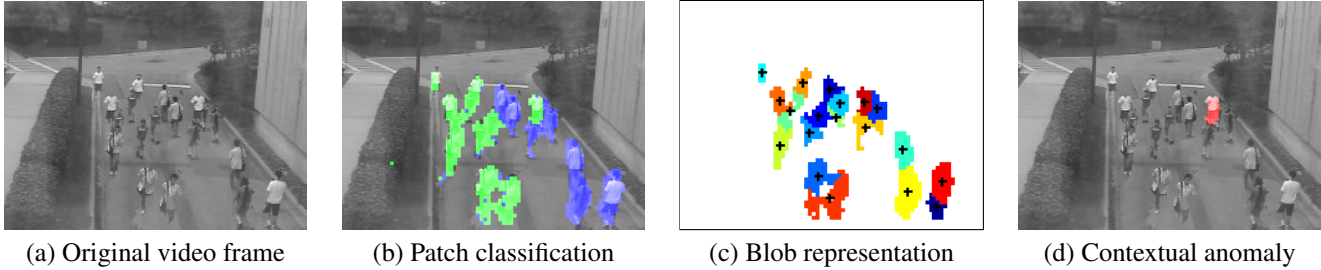 (a) Original video frame
(b) Patch classification
(c) Blob representation
(d) Contextual anomaly